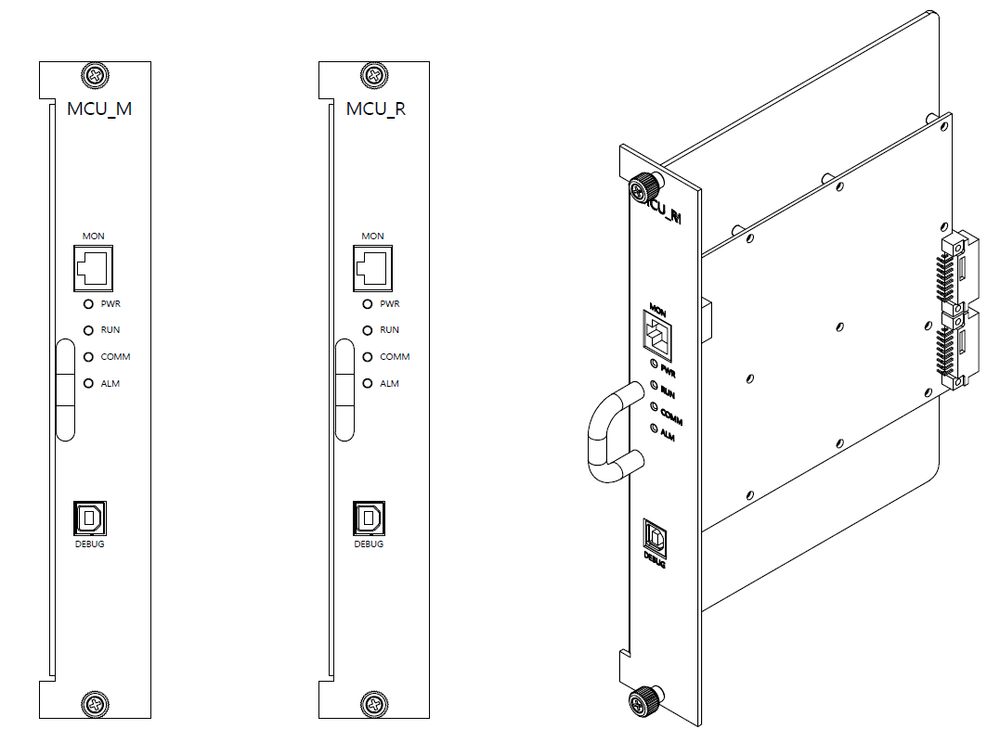 MCU_M
MON
PWR
RUN
COMM
ALM
DEBUG
MCU_R
MON
PWR
RUN
COMM
ALM
DEBUG
MON
PWR
RUN
COMM
ALM
DEBUG